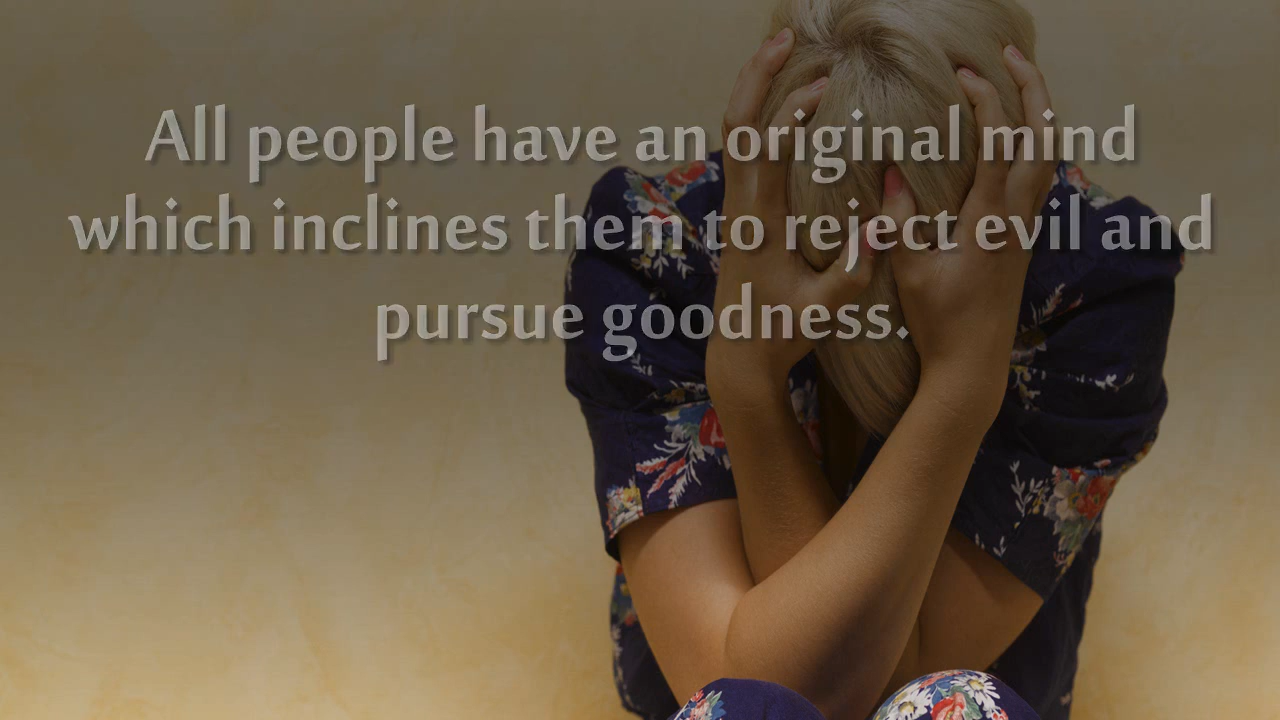 All people have an original mind
which inclines them to reject evil and
pursue goodness.